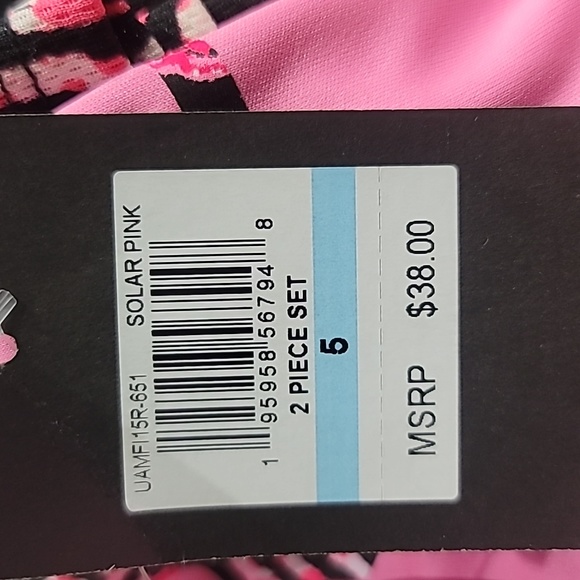 UAMFI15R-651 SOLAR PINK
1 95958 56794 8
2 PIECE SET
5
MSRP $38.00